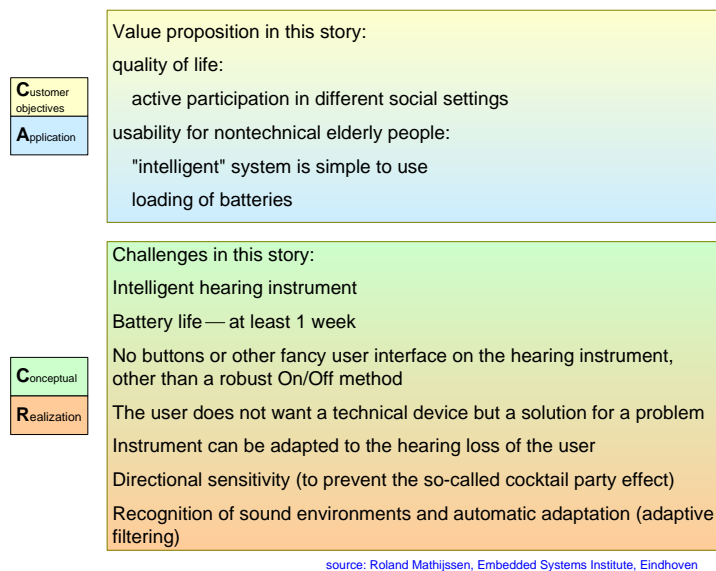 Value proposition in this story:
quality of life:
active participation in different social settings
usability for nontechnical elderly people:
"intelligent" system is simple to use
loading of batteries
Customer
objectives
Application
Challenges in this story:
Intelligent hearing instrument
Battery life — at least 1 week
No buttons or other fancy user interface on the hearing instrument,
other than a robust On/Off method
The user does not want a technical device but a solution for a problem
Instrument can be adapted to the hearing loss of the user
Directional sensitivity (to prevent the so-called cocktail party effect)
Recognition of sound environments and automatic adaptation (adaptive
filtering)
Conceptual
Realization
source: Roland Mathijssen, Embedded Systems Institute, Eindhoven